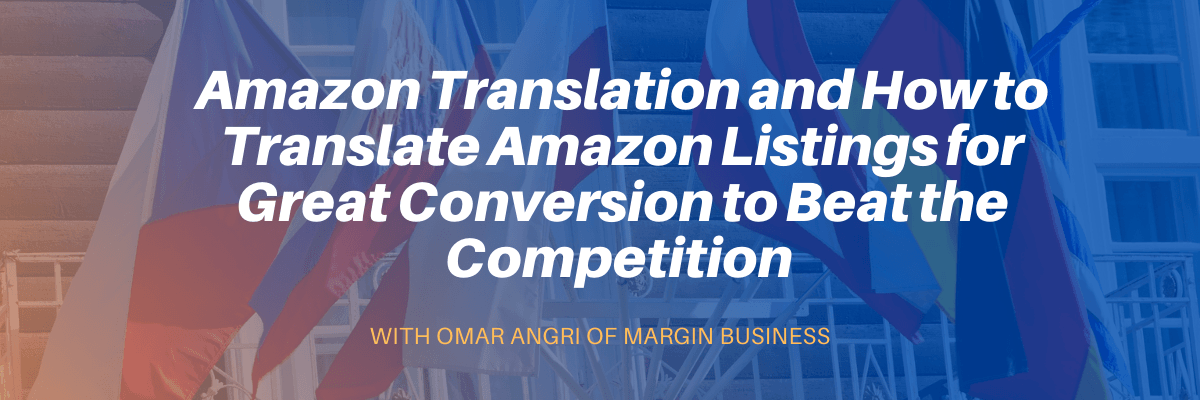 Amazon Translation and How to
Translate Amazon Listings for
Great Conversion to Beat the
Competition
WITH OMAR ANGRI OF MARGIN BUSINESS